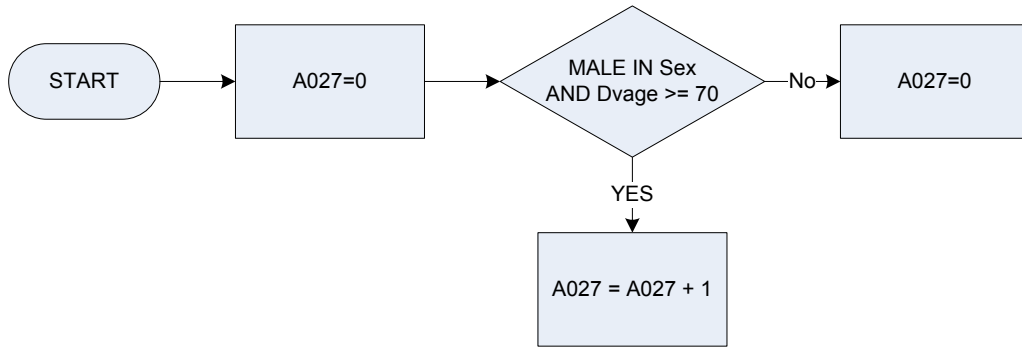 START
A027=0
MALE IN Sex
AND Dvage >= 70
No
A027=0
YES
A027 = A027 + 1